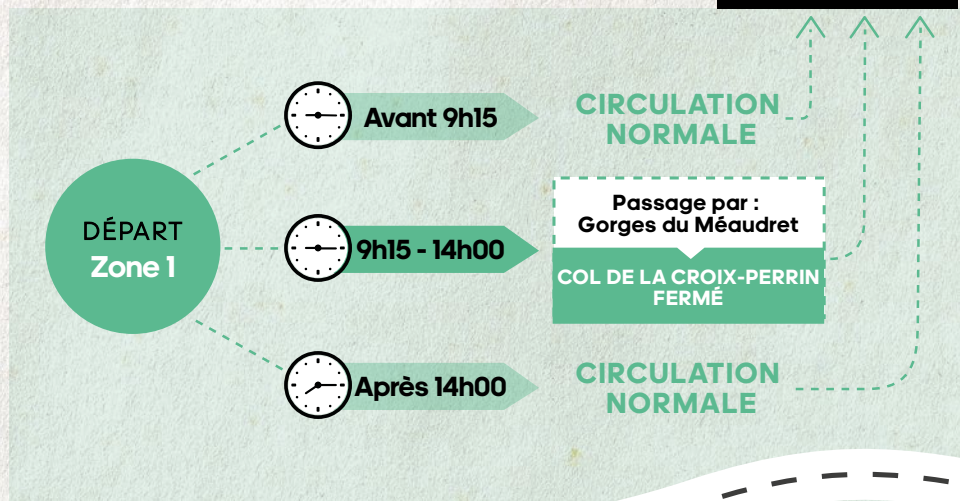 DÉPART
Zone 1
Avant 9h15
CIRCULATION
NORMALE
9h15 - 14h00
Passage par :
Gorges du Méaudret
COL DE LA CROIX-PERRIN
FERMÉ
Après 14h00
CIRCULATION
NORMALE